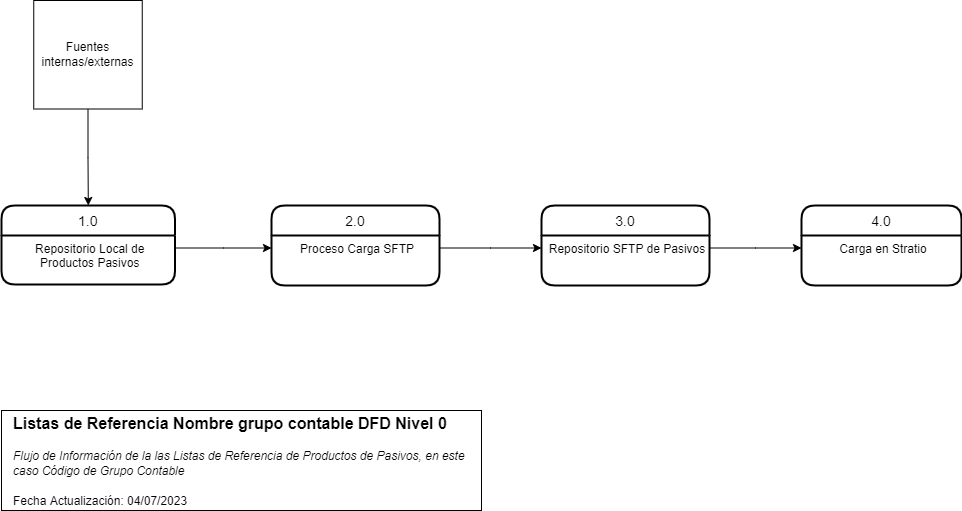 Fuentes
internas/externas
1.0
Repositorio Local de
Productos Pasivos
2.0
Proceso Carga SFTP
3.0
Repositorio SFTP de Pasivos
4.0
Carga en Stratio
Listas de Referencia Nombre grupo contable DFD Nivel 0
Flujo de Información de la las Listas de Referencia de Productos de Pasivos, en este
caso Código de Grupo Contable
Fecha Actualización: 04/07/2023